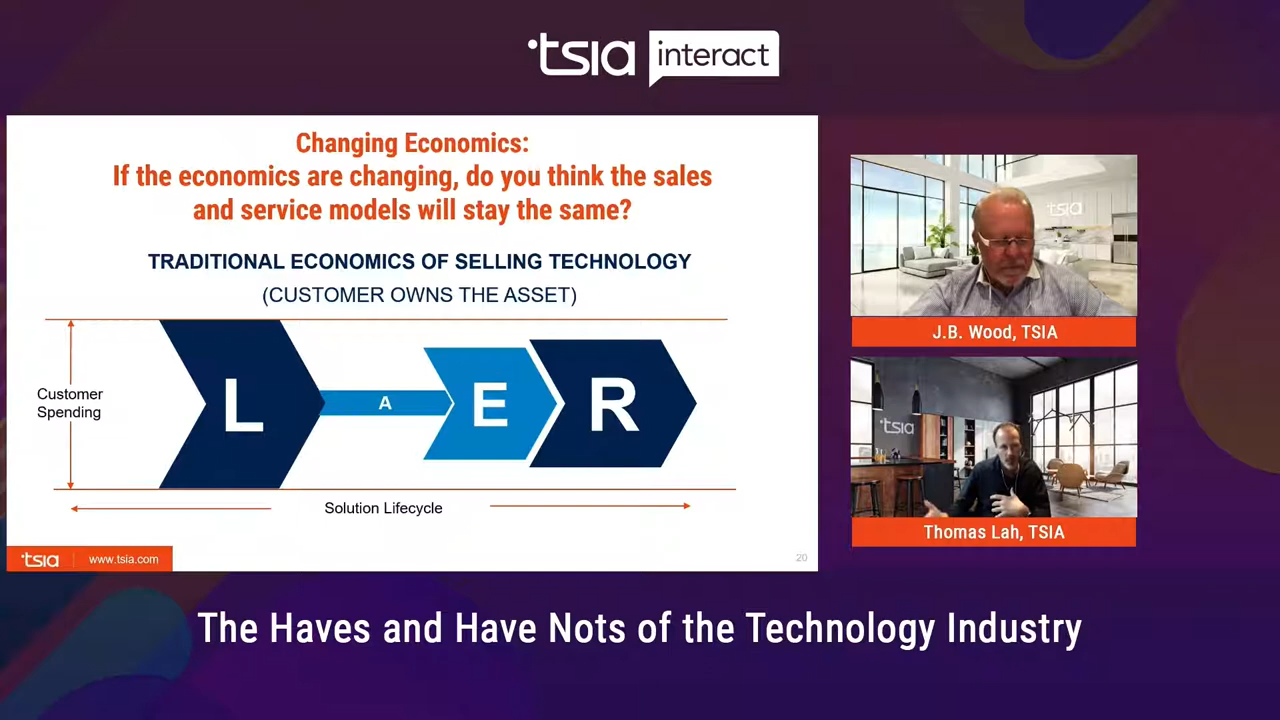 tsia interact
Changing Economics:
If the economics are changing, do you think the sales
and service models will stay the same?
TRADITIONAL ECONOMICS OF SELLING TECHNOLOGY
(CUSTOMER OWNS THE ASSET)
Customer
Spending
L A E R
Solution Lifecycle
tsia www.tsia.com
20
tsia
J.B. Wood, TSIA
tsia
Thomas Lah, TSIA
The Haves and Have Nots of the Technology Industry